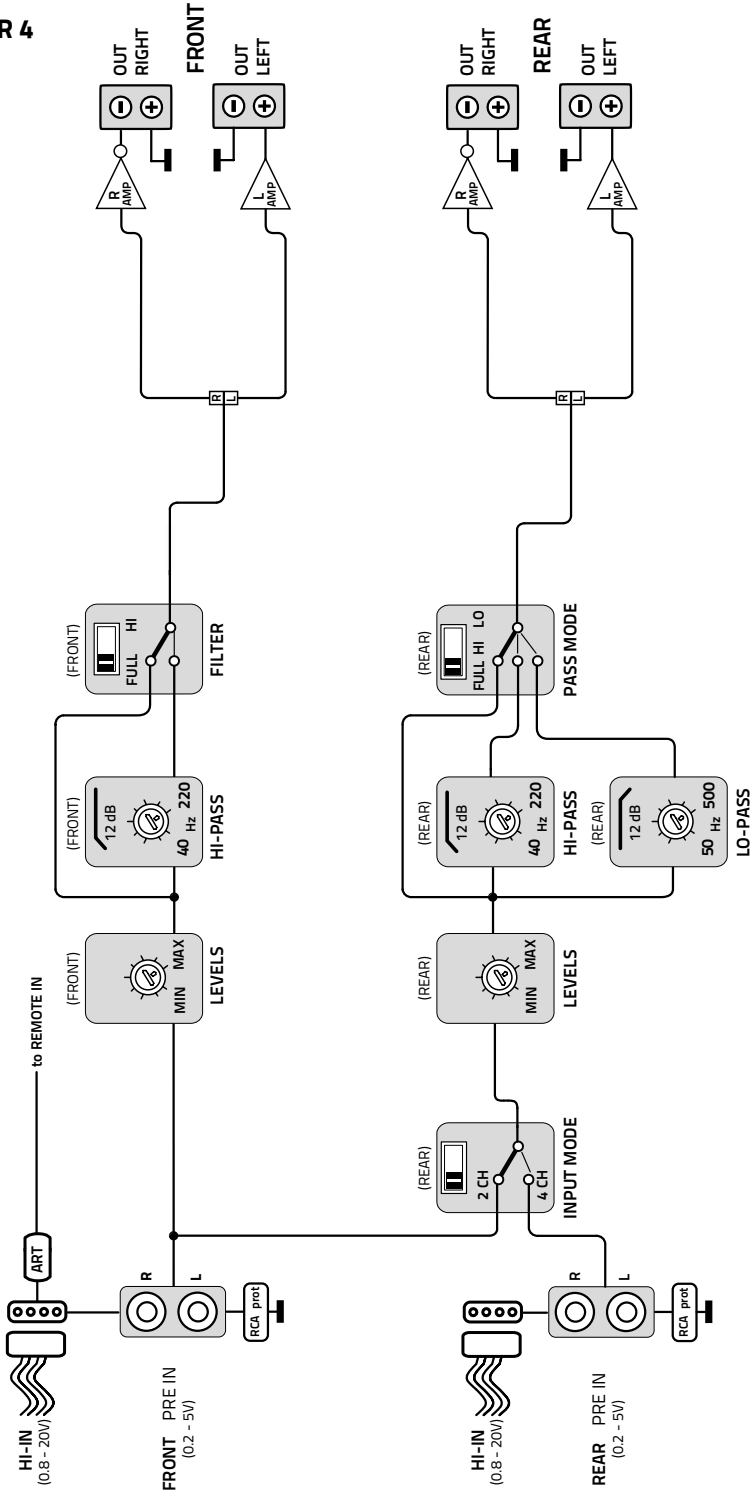 R 4
HI-IN
(0.8 - 20V)
ART
to REMOTE IN
FRONT PRE IN
(0.2 - 5V)
R
L
RCA prot
(FRONT)
MIN MAX
LEVELS
(FRONT)
12 dB
40 Hz 220
HI-PASS
(FRONT)
FULL HI
FILTER
R
L
R
AMP
L
AMP
OUT
RIGHT
FRONT
OUT
LEFT
HI-IN
(0.8 - 20V)
REAR PRE IN
(0.2 - 5V)
R
L
RCA prot
(REAR)
2 CH
4 CH
INPUT MODE
(REAR)
MIN MAX
LEVELS
(REAR)
12 dB
40 Hz 220
HI-PASS
(REAR)
12 dB
50 Hz 500
LO-PASS
(REAR)
FULL HI LO
PASS MODE
R
L
R
AMP
L
AMP
OUT
RIGHT
REAR
OUT
LEFT